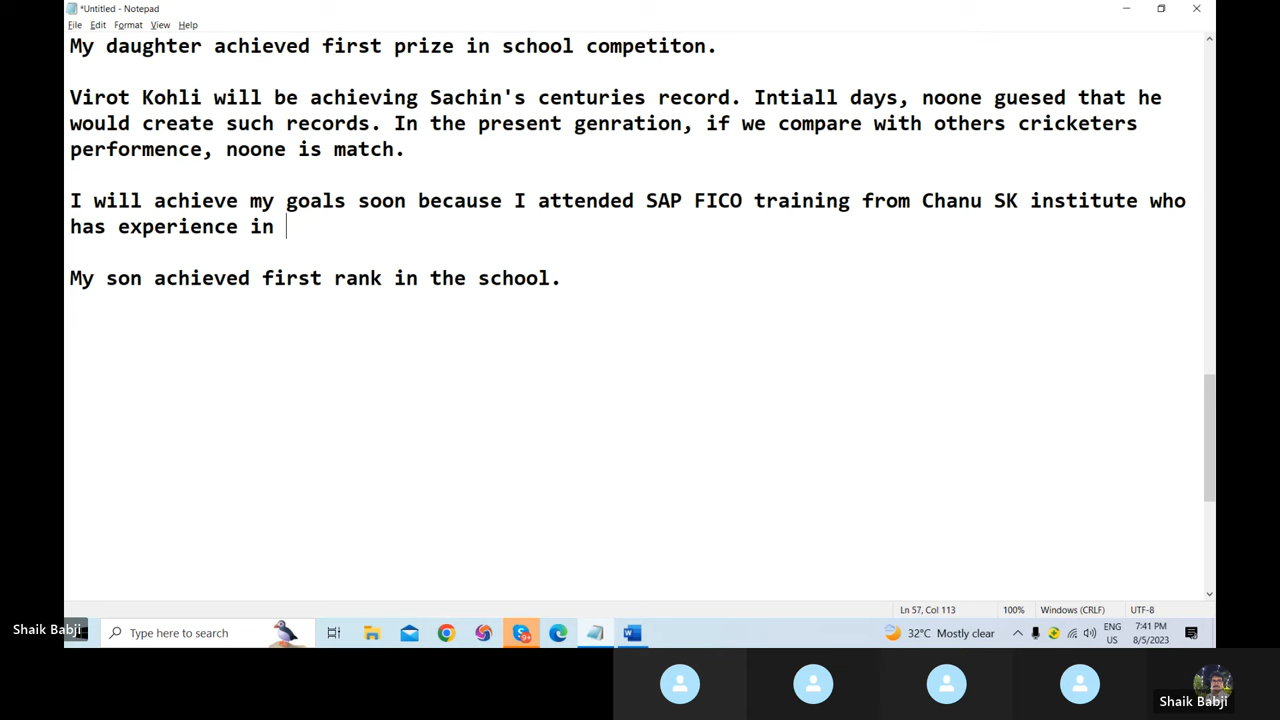 *Untitled - Notepad
File Edit Format View Help
My daughter achieved first prize in school competiton.
Virot Kohli will be achieving Sachin's centuries record. Intiall days, noone guesed that he
would create such records. In the present genration, if we compare with others cricketers
performence, noone is match.
I will achieve my goals soon because I attended SAP FICO training from Chanu SK institute who
has experience in
My son achieved first rank in the school.
Ln 57, Col 113 100% Windows (CRLF) UTF-8
Shaik Babji
Type here to search
9+
32°C Mostly clear
ENG
US
7:41 PM
8/5/2023
Shaik Babji